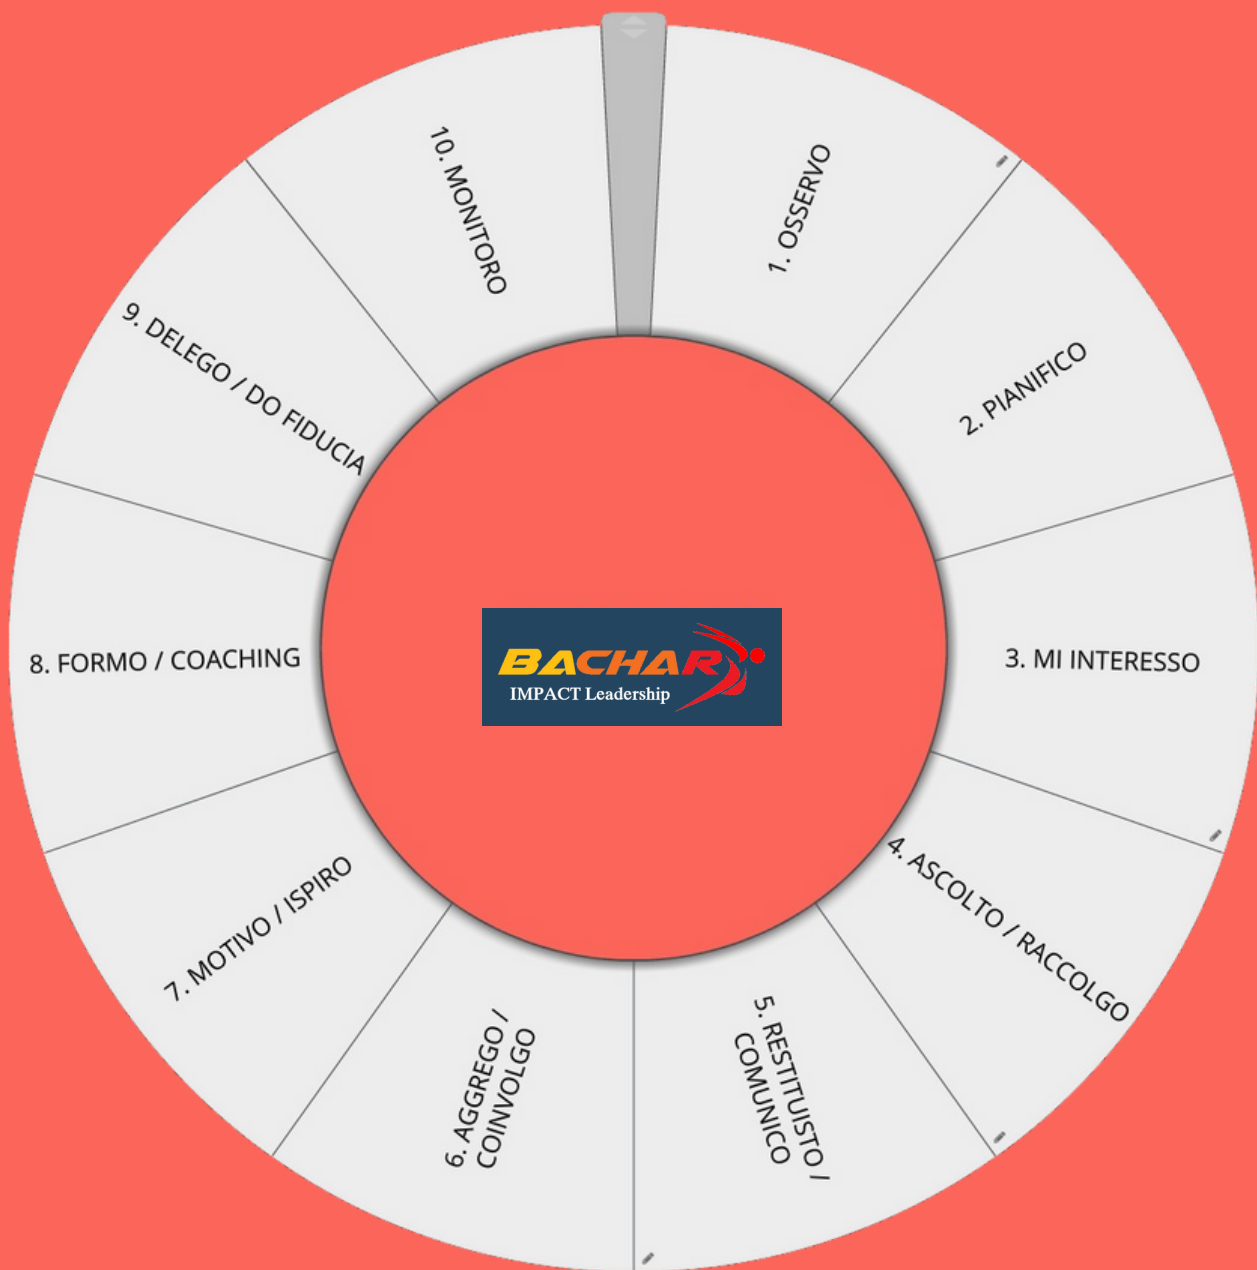 1. OSSERVO
2. PIANIFICO
3. MI INTERESSO
4. ASCOLTO / RACCOLGO
5. RESTITUISTO /
COMUNICO
6. AGGREGO /
COINVOLGO
7. MOTIVO / ISPIRO
8. FORMO / COACHING
9. DELEGO / DO FIDUCIA
10. MONITORO
BACHAR
IMPACT Leadership